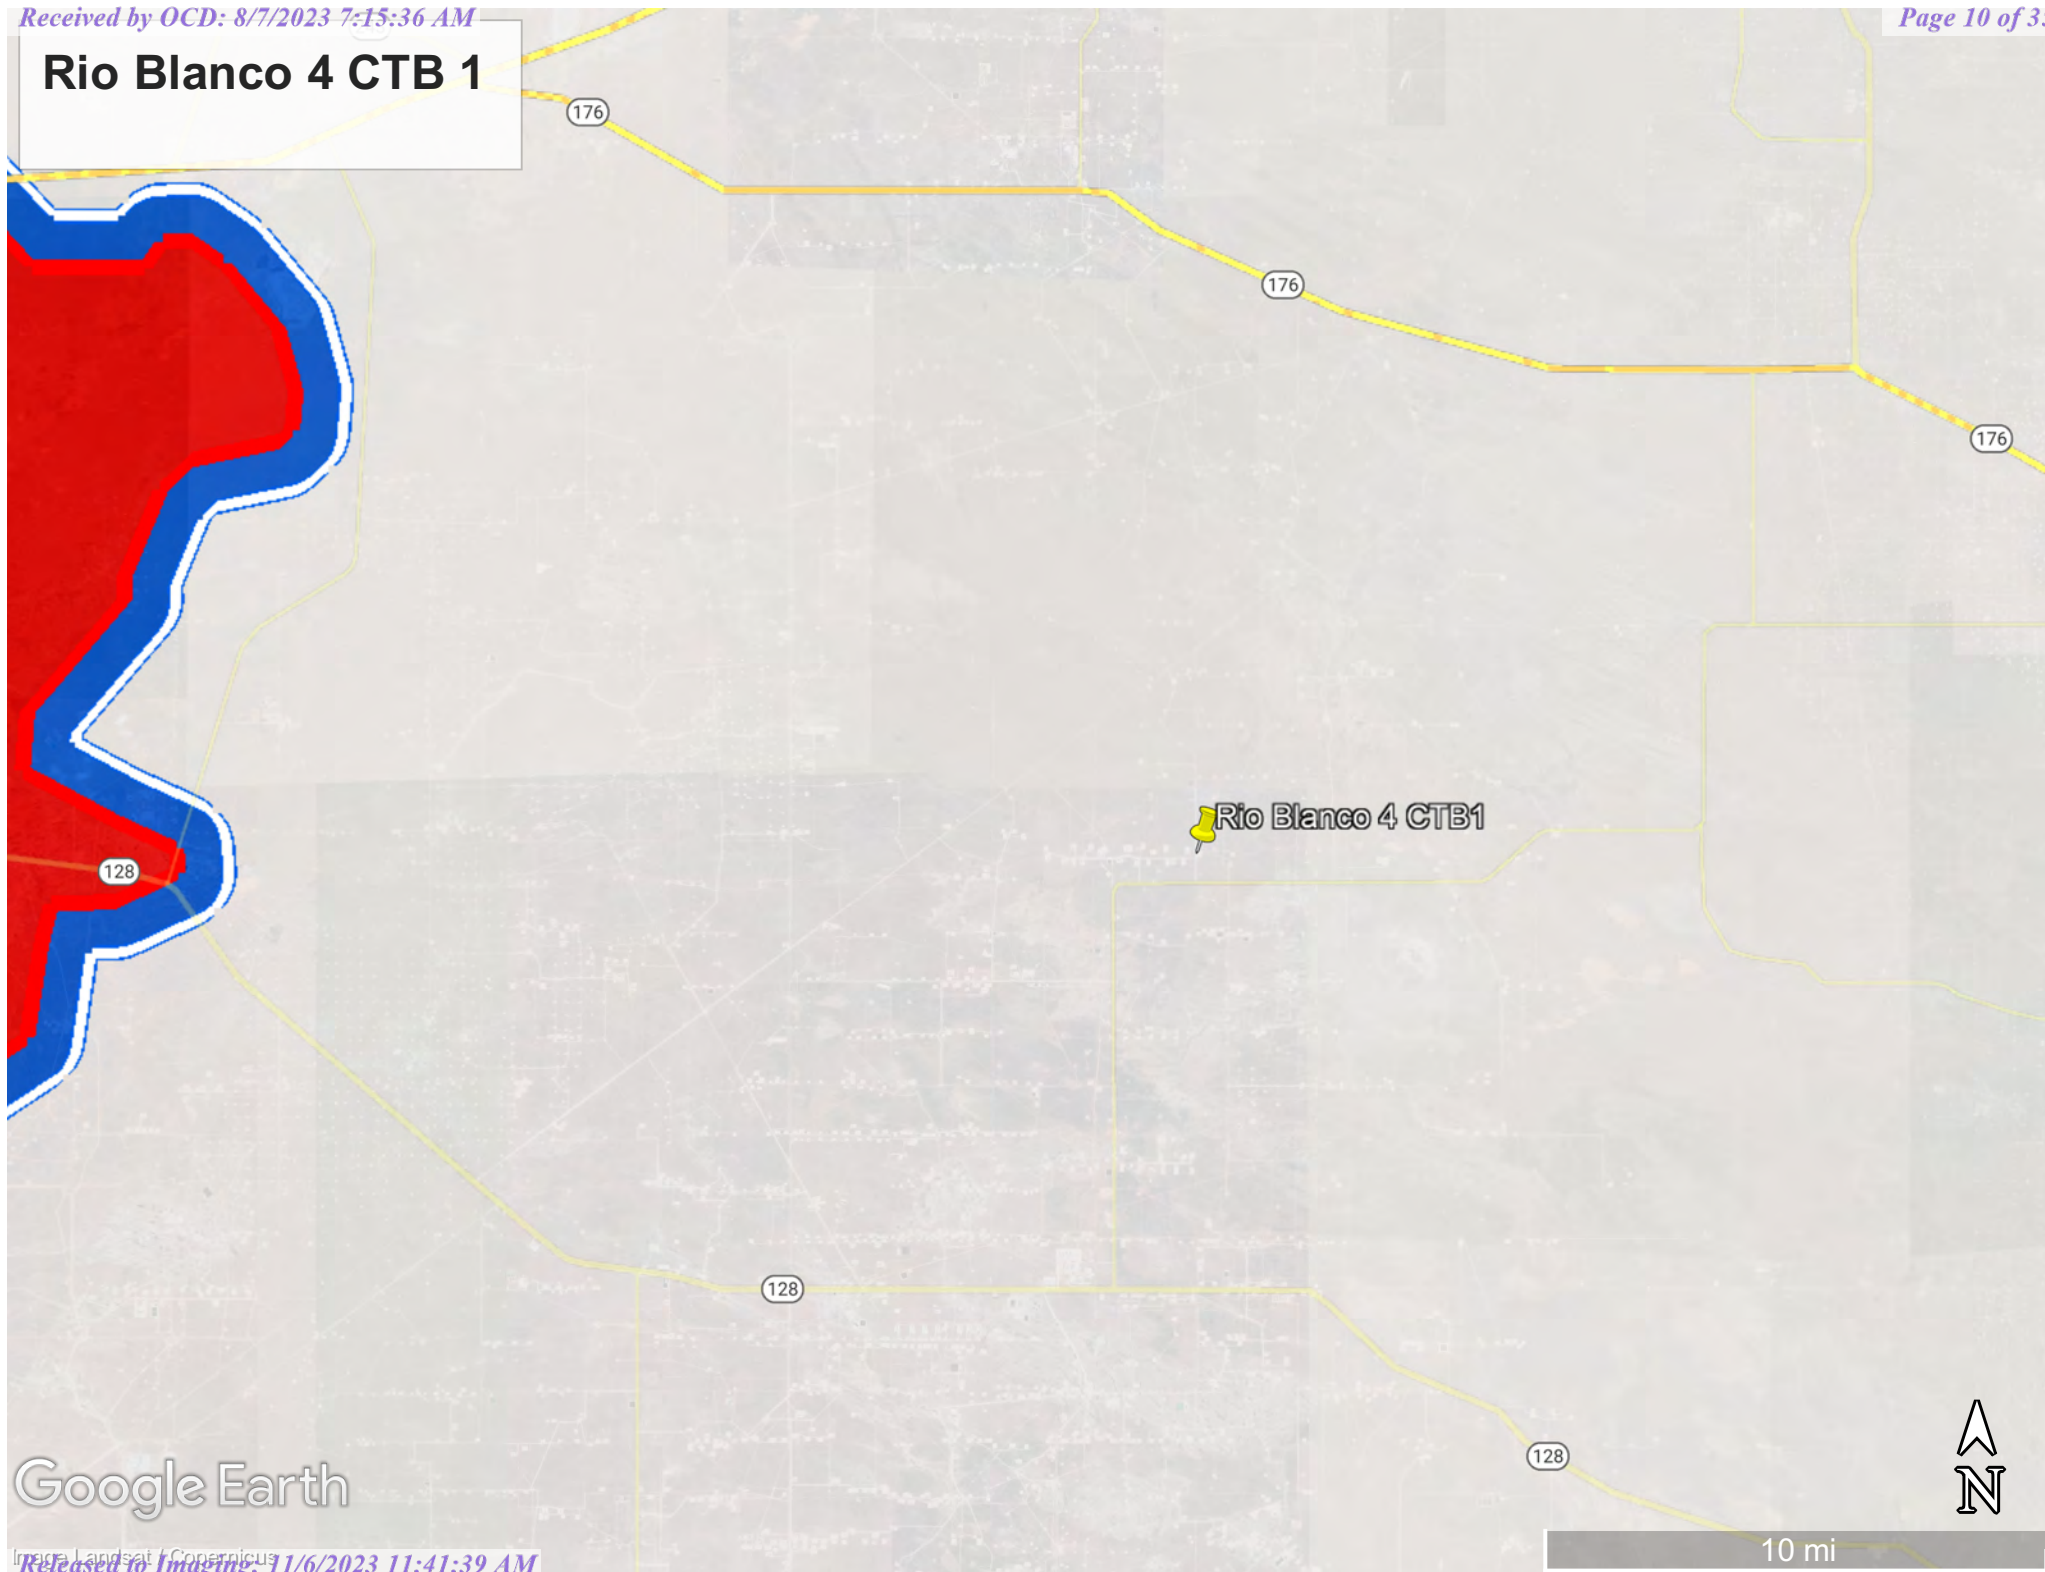 Received by OCD: 8/7/2023 7:15:36 AM
Page 10 of 35
Rio Blanco 4 CTB 1
176
176
176
Rio Blanco 4 CTB1
128
128
128
Google Earth
N
10 mi
Image Landsat / Copernicus
Released to Imaging: 11/6/2023 11:41:39 AM